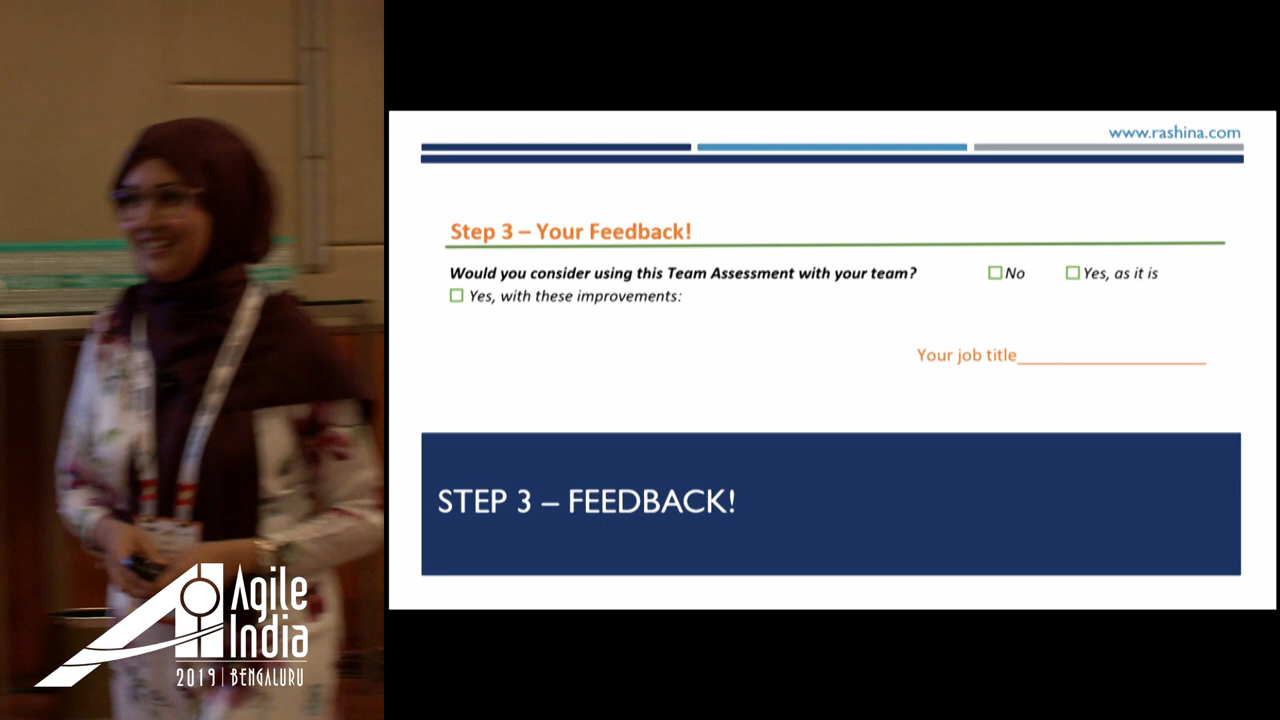 www.rashina.com
Step 3 – Your Feedback!
Would you consider using this Team Assessment with your team? No Yes, as it is
Yes, with these improvements:
Your job title
STEP 3 – FEEDBACK!
Agile
India
2019 | BENGALURU